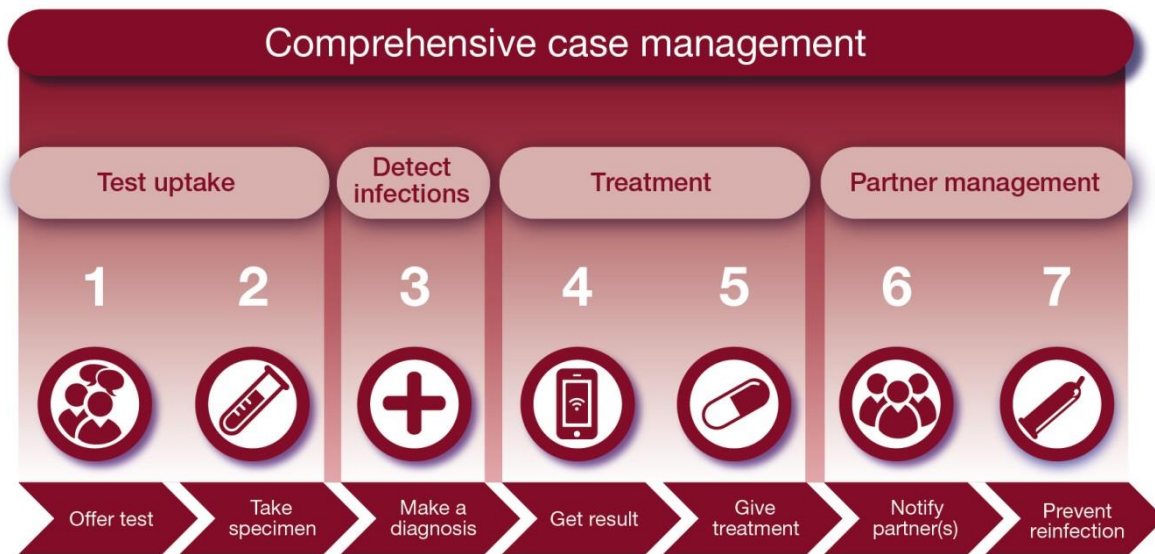 Comprehensive case management
Test uptake
Detect
infections
Treatment
Partner management
1
2
3
4
5
6
7
Offer test
Take
specimen
Make a
diagnosis
Get result
Give
treatment
Notify
partner(s)
Prevent
reinfection